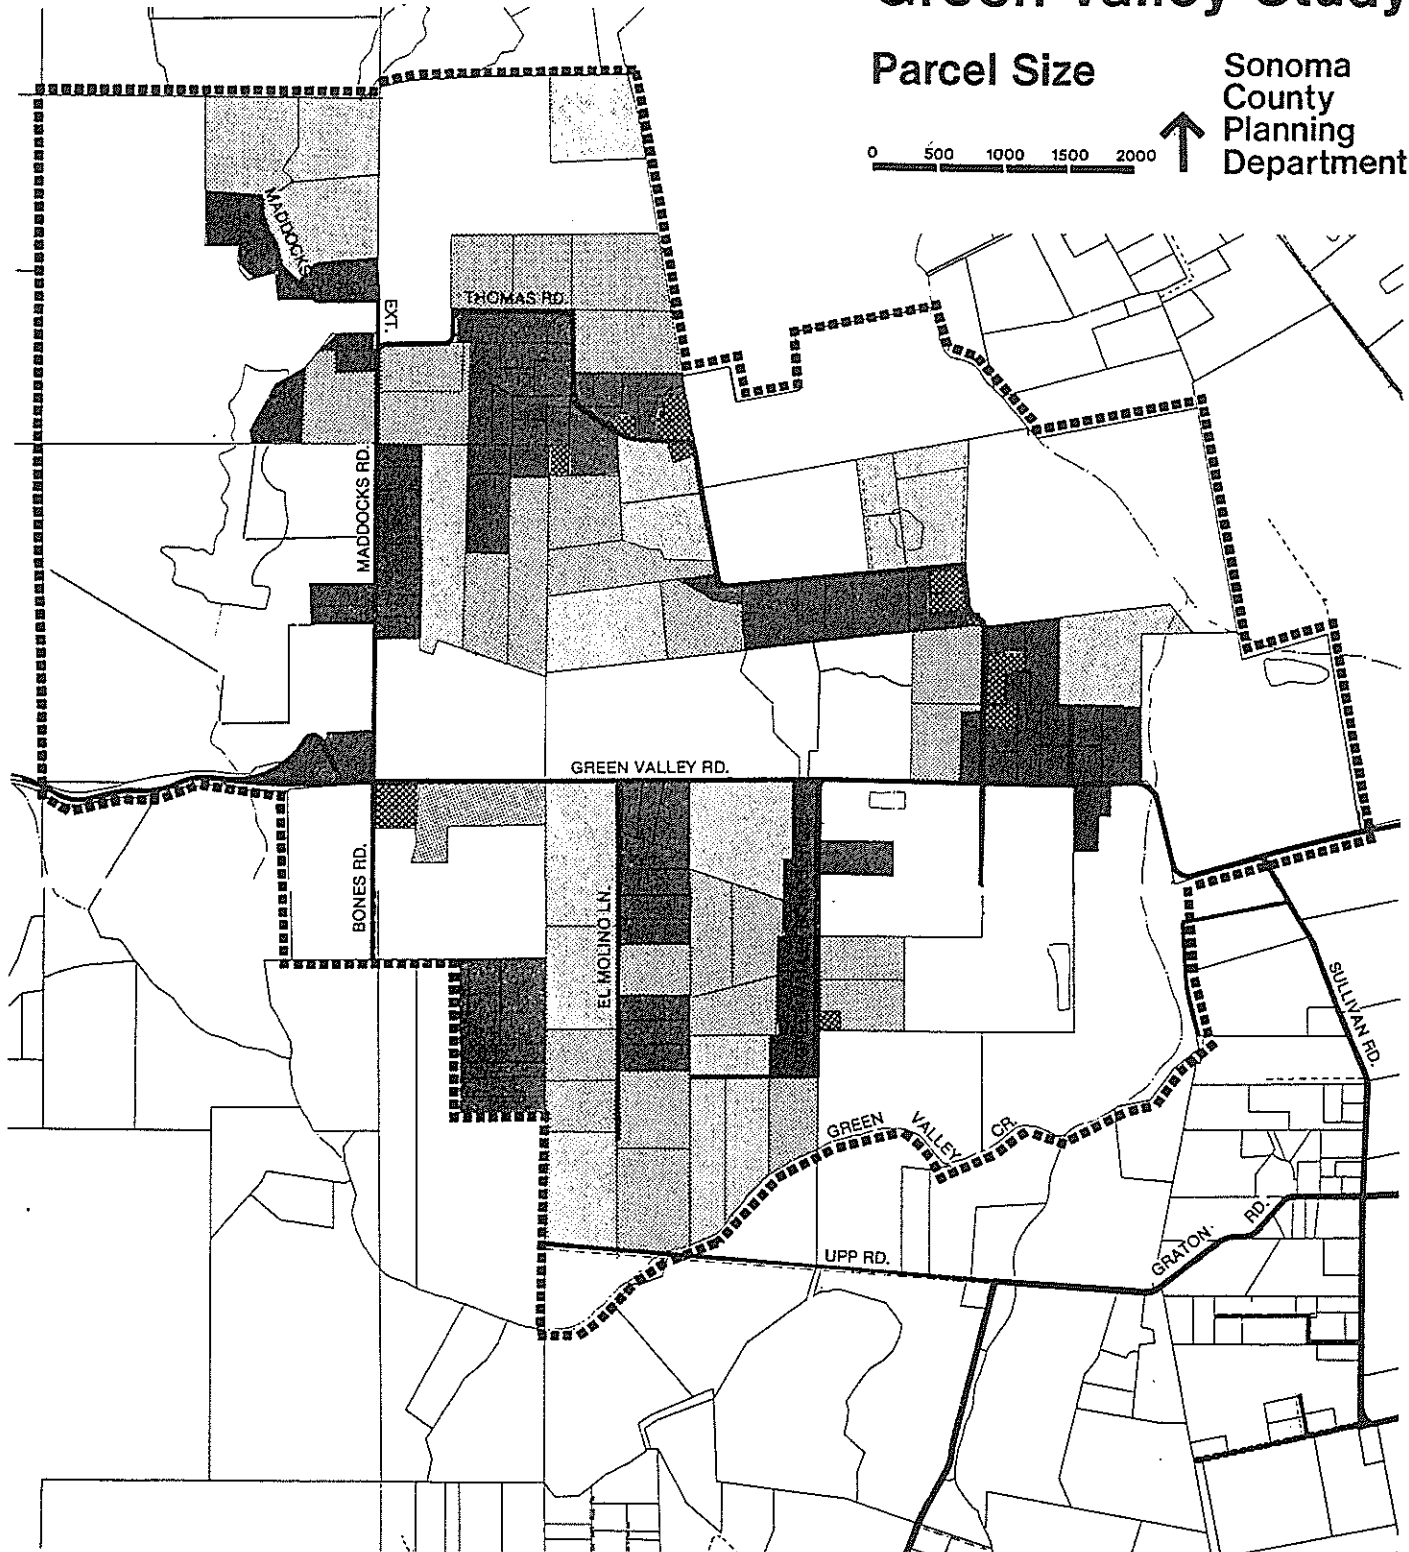 Green Valley Study
Parcel Size
Sonoma
County
Planning
Department
0 500 1000 1500 2000
MADDOCKS
EXT.
THOMAS RD.
MADDOCKS RD.
GREEN VALLEY RD.
BONES RD.
EL MOLINO LN.
SULLIVAN RD.
GREEN VALLEY CR.
GRATON RD.
UPP RD.